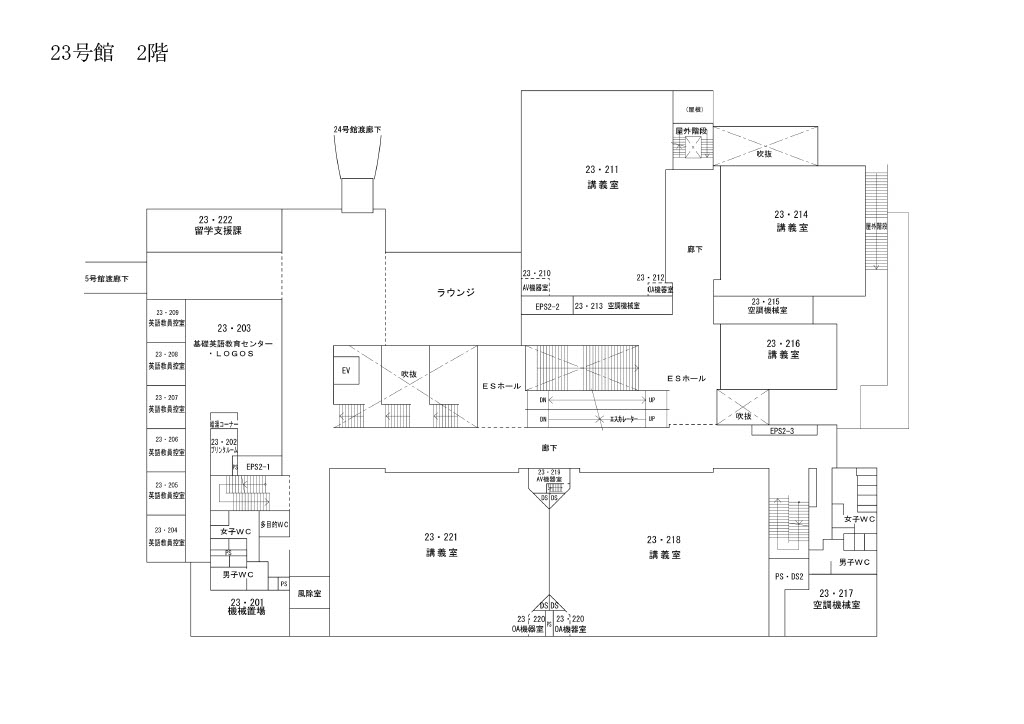 23号館　2階
(屋根)
24号館渡廊下
屋外階段
吹抜
23・211
講義室
23・222
留学支援課
23・214
講義室
屋外階段
廊下
5号館渡廊下
23・210
AV機器室
23・212
OA機器室
ラウンジ
EPS2-2
23・213 空調機械室
23・215
空調機械室
23・209
英語教員控室
23・203
基礎英語教育センター
・LOGOS
23・216
講義室
23・208
英語教員控室
EV
吹抜
ESホール
ESホール
23・207
英語教員控室
DN
UP
DN
エスカレーター
UP
吹抜
給湯コーナー
EPS2-3
23・206
英語教員控室
23・202
プリンタルーム
廊下
PS
EPS2-1
23・219
AV機器室
23・205
英語教員控室
DS
DS
23・204
英語教員控室
女子WC
多目的WC
女子WC
23・221
講義室
23・218
講義室
PS
男子WC
男子WC
PS
PS・DS2
風除室
23・217
空調機械室
23・201
機械置場
DS
DS
23・220
OA機器室
PS
23・220
OA機器室